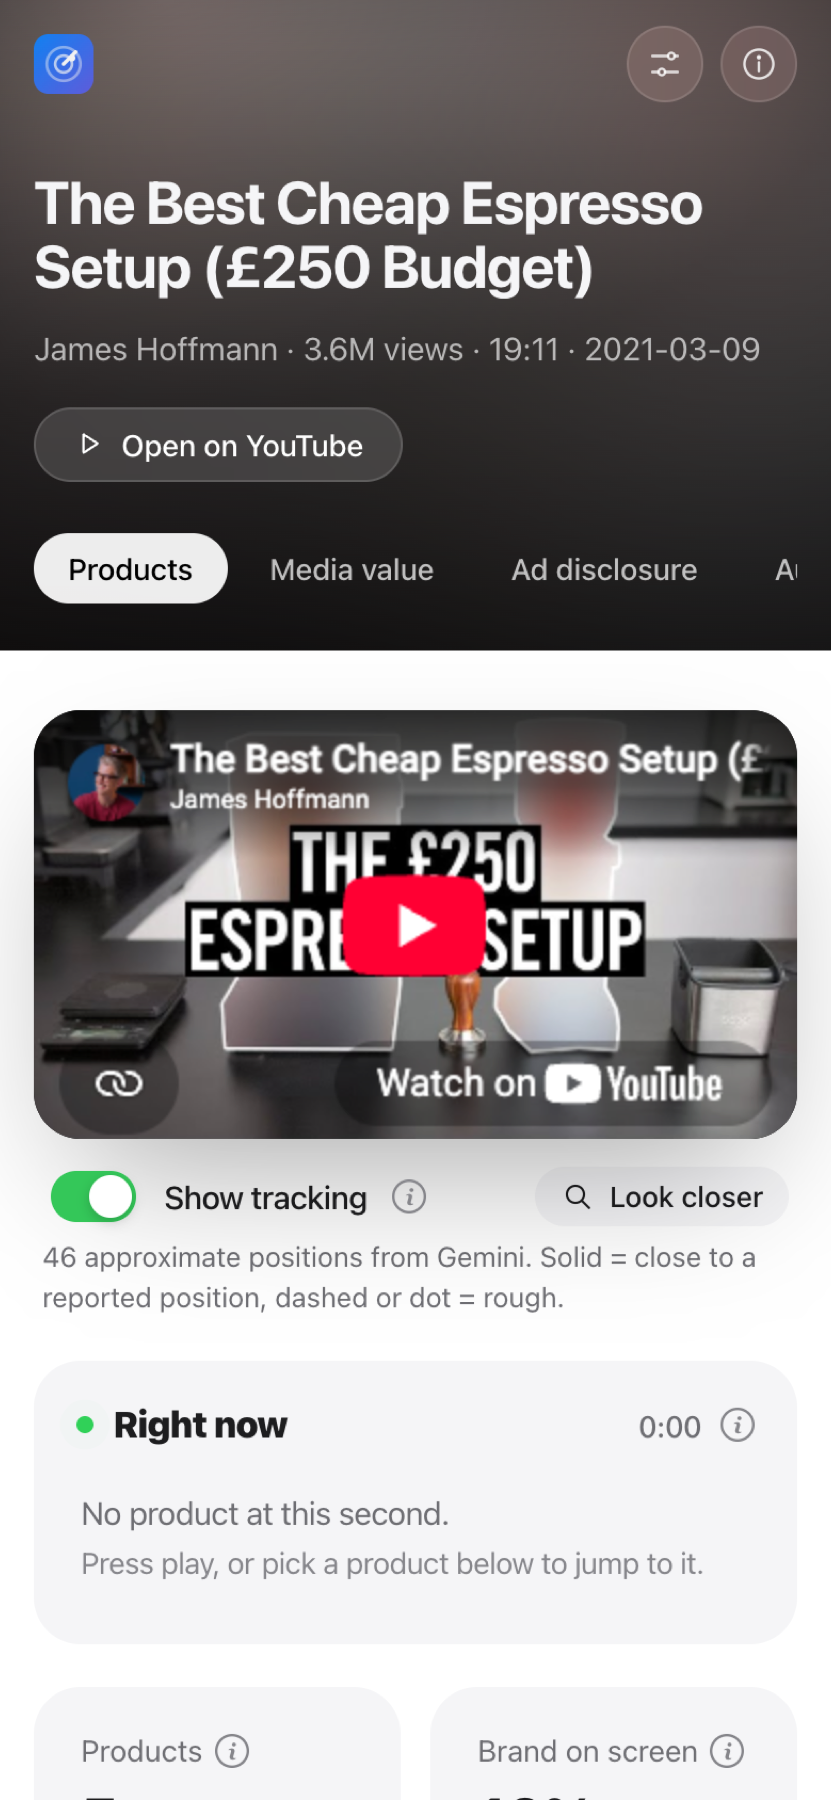 The Best Cheap Espresso
Setup (£250 Budget)
James Hoffmann · 3.6M views · 19:11 · 2021-03-09
Open on YouTube
Products
Media value
Ad disclosure
The Best Cheap Espresso Setup (£
James Hoffmann
THE £250
SETUP
Watch on YouTube
Show tracking
Look closer
46 approximate positions from Gemini. Solid = close to a
reported position, dashed or dot = rough.
Right now
0:00
No product at this second.
Press play, or pick a product below to jump to it.
Products
Brand on screen